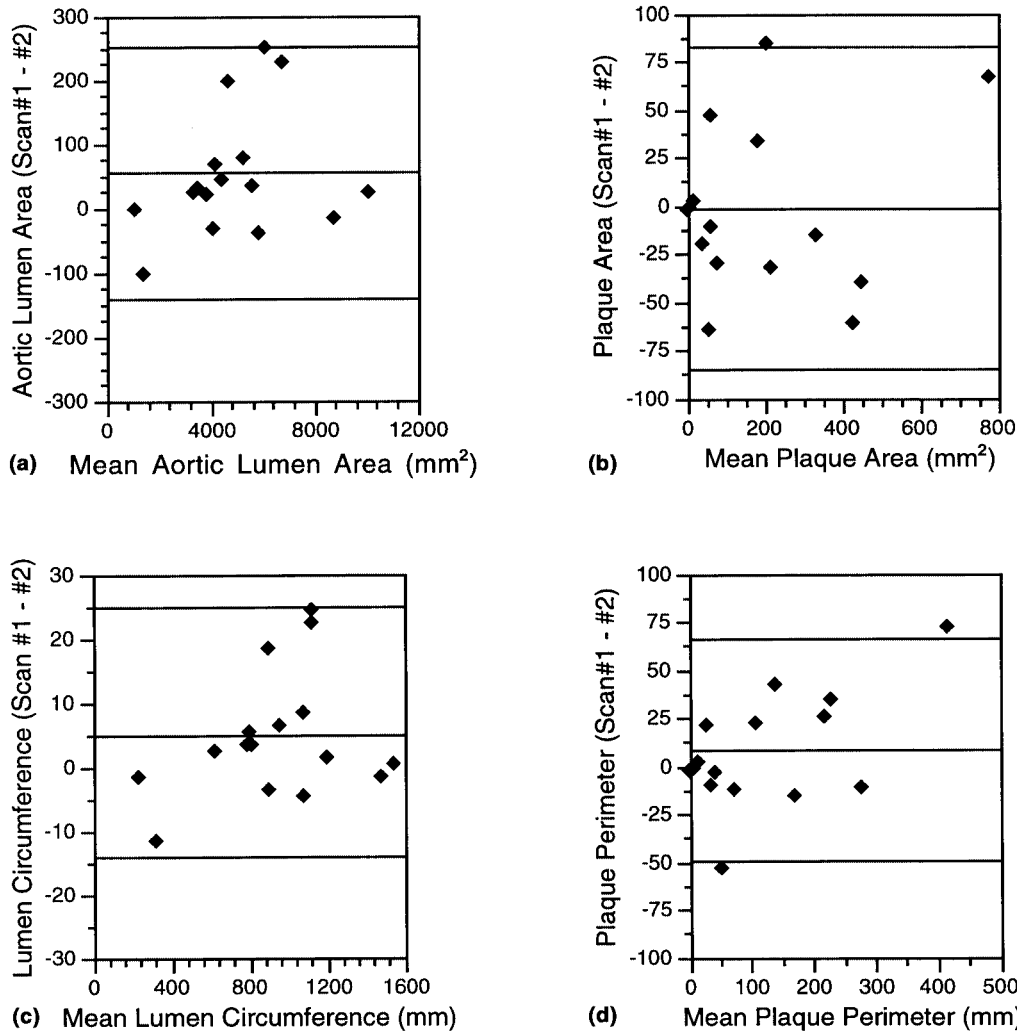 Aortic Lumen Area (Scan#1 - #2)
300
200
100
0
-100
-200
-300
0 4000 8000 12000
(a) Mean Aortic Lumen Area (mm²)
Plaque Area (Scan#1 - #2)
100
75
50
25
0
-25
-50
-75
-100
0 200 400 600 800
(b) Mean Plaque Area (mm²)
Lumen Circumference (Scan #1 - #2)
30
20
10
0
-10
-20
-30
0 400 800 1200 1600
(c) Mean Lumen Circumference (mm)
Plaque Perimeter (Scan#1 - #2)
100
75
50
25
0
-25
-50
-75
-100
0 100 200 300 400 500
(d) Mean Plaque Perimeter (mm)